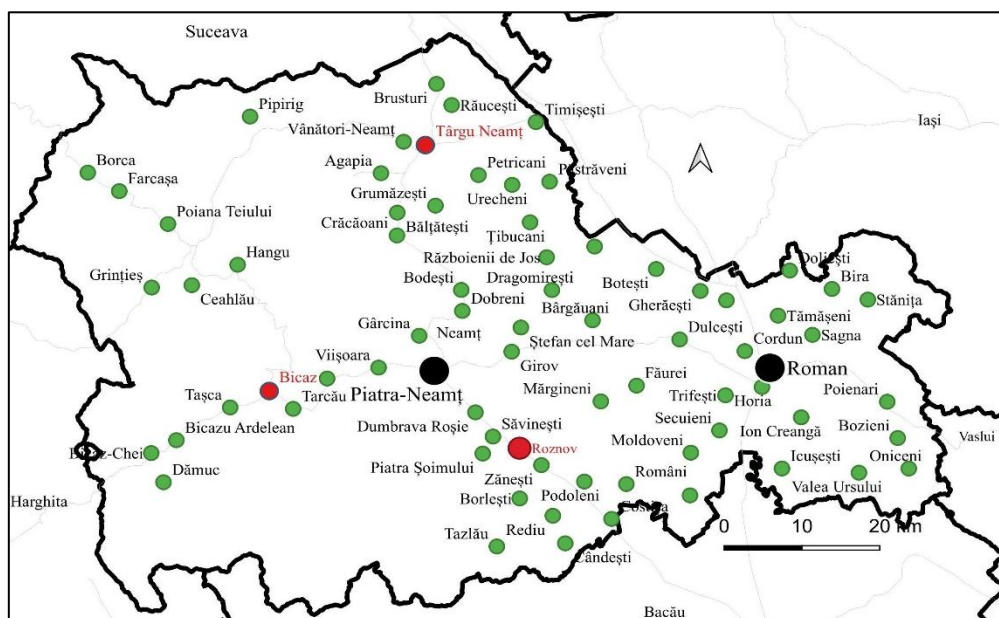 Suceava
Brusturi
Răucești
Pipirig
Timișești
Vânători-Neamț
Târgu Neamț
Iași
Borca
Agapia
Petricani
Păstrăveni
Farcașa
Grumăzești
Urecheni
Poiana Teiului
Crăcăoani
Bălțătești
Țibucani
Hangu
Războienii de Jos
Doljești
Grințieș
Bodești
Dragomirești
Botești
Bira
Ceahlău
Dobreni
Bârgăuani
Gherăești
Stănița
Gârcina
Neamț
Tămășeni
Ștefan cel Mare
Dulcești
Cordun
Sagna
Viișoara
Girov
Bicaz
Piatra-Neamț
Făurei
Roman
Tașca
Tarcău
Mărgineni
Trifești
Horia
Poienari
Dumbrava Roșie
Săvinești
Secuieni
Ion Creangă
Bicazu Ardelean
Roznov
Moldoveni
Bozieni
Vaslui
Bicaz-Chei
Piatra Șoimului
Icușești
Oniceni
Dămuc
Zănești
Români
Valea Ursului
Harghita
Borlești
Podoleni
Costișa
Tazlău
Rediu
0 10 20 km
Cândești
Bacău